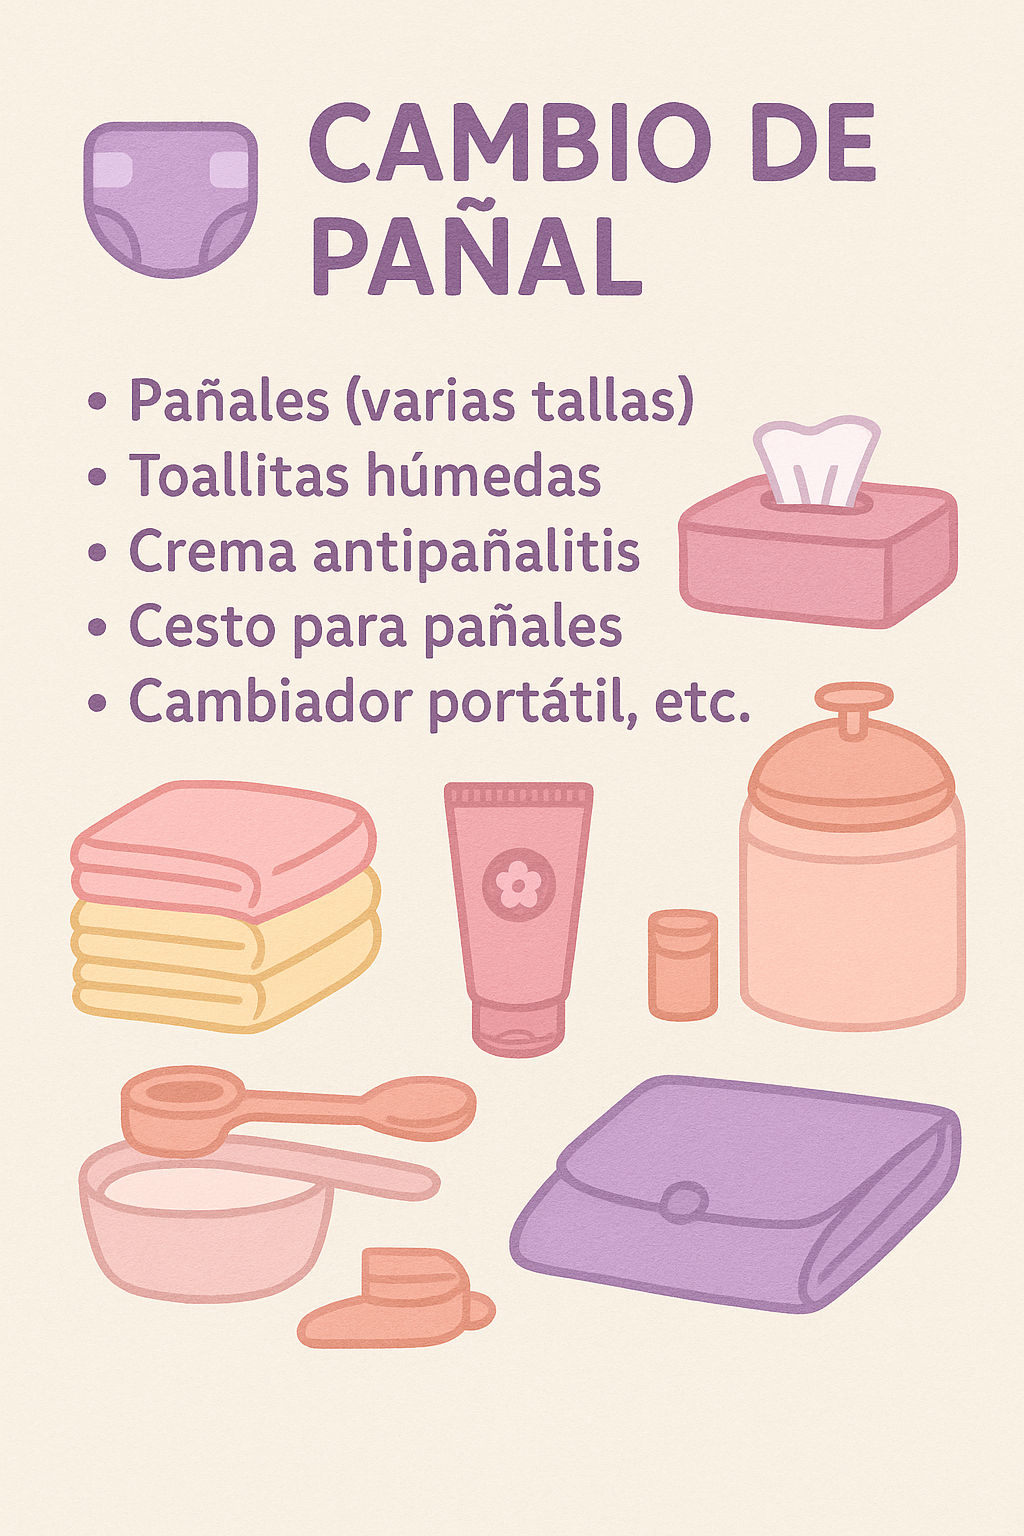 CAMBIO DE
PAÑAL
• Pañales (varias tallas)
• Toallitas húmedas
• Crema antipañalitis
• Cesto para pañales
• Cambiador portátil, etc.